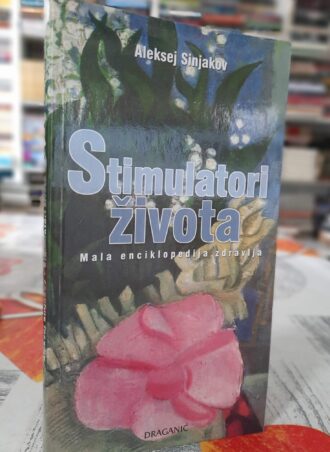 Aleksej Sinjakov
Stimulatori
života
Mala enciklopedija zdravlja
DRAGANIĆ